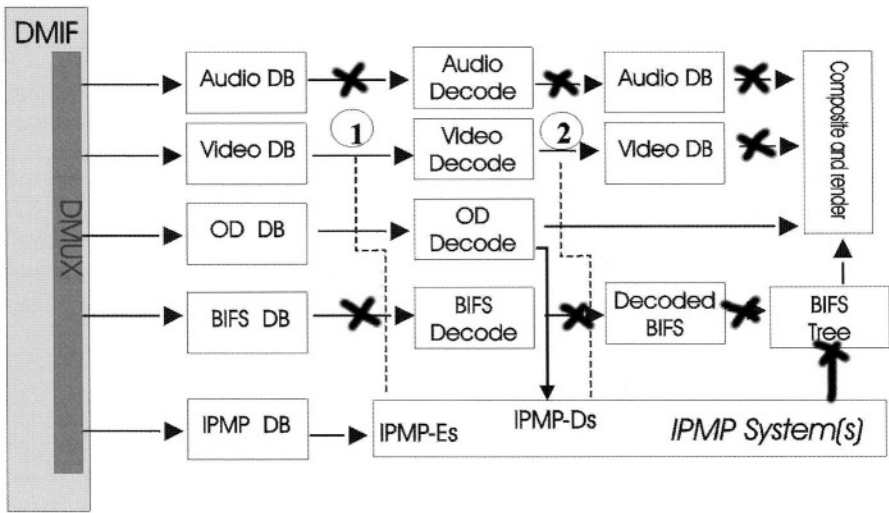 DMIF
DMUX
Audio DB
Audio
Decode
Audio DB
Composite and render
1
2
Video DB
Video
Decode
Video DB
OD DB
OD
Decode
BIFS DB
BIFS
Decode
Decoded
BIFS
BIFS
Tree
IPMP DB
IPMP-Es
IPMP-Ds
IPMP System(s)